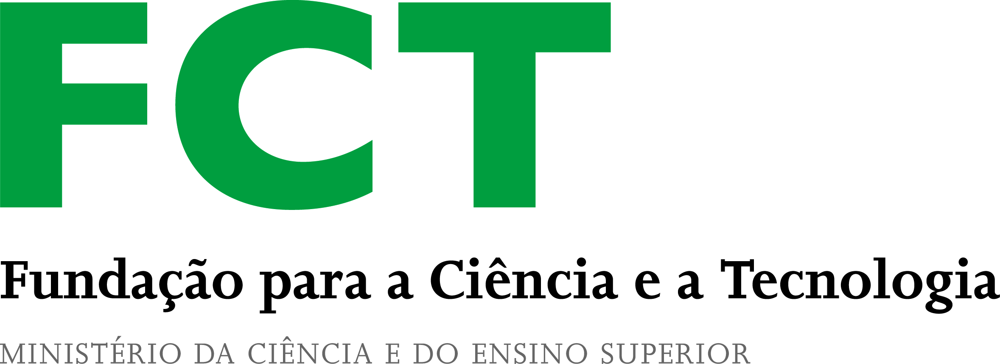 FCT
Fundação para a Ciência e a Tecnologia
MINISTÉRIO DA CIÊNCIA E DO ENSINO SUPERIOR